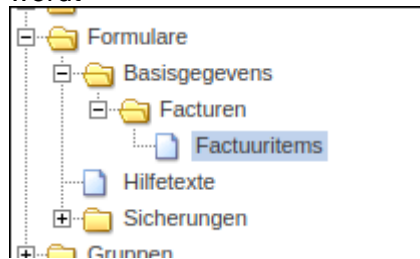 Formulare
Basisgegevens
Facturen
Factuuritems
Hilfetexte
Sicherungen
Gruppen